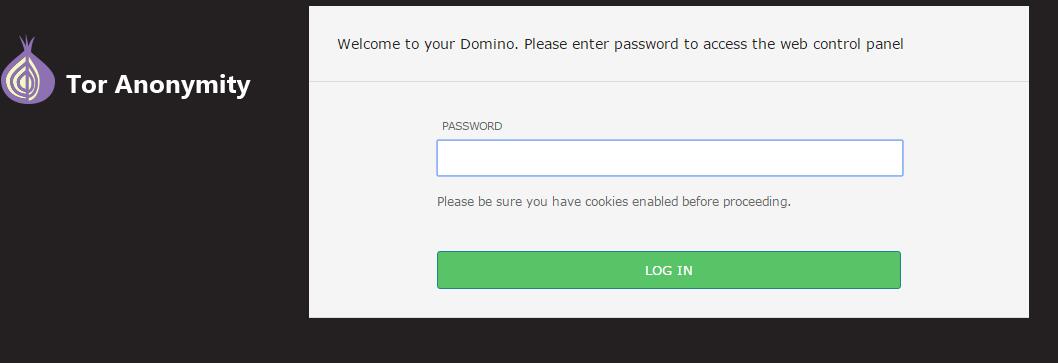 Welcome to your Domino. Please enter password to access the web control panel
Tor Anonymity
PASSWORD
Please be sure you have cookies enabled before proceeding.
LOG IN